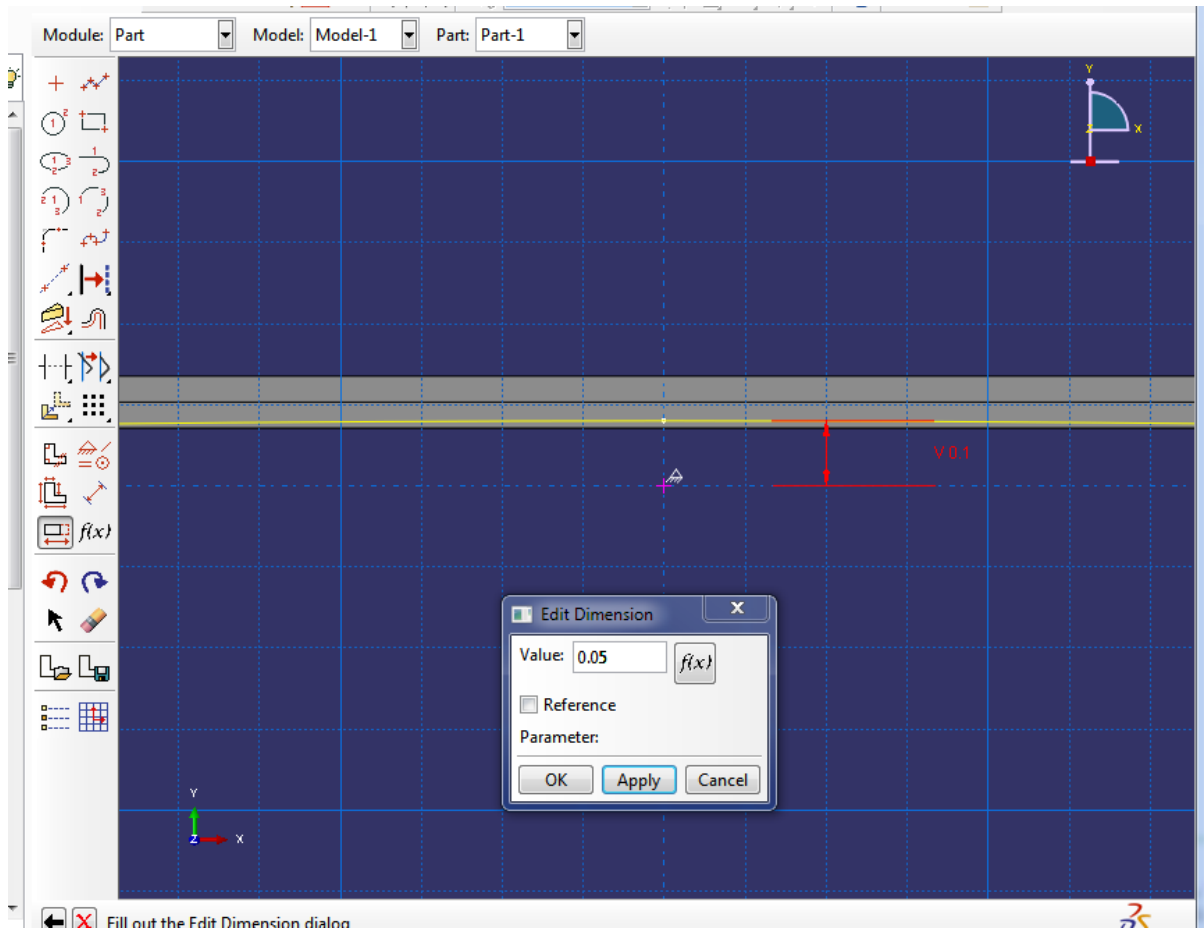 Module: Part Model: Model-1 Part: Part-1
Y
Z X
V 0.1
Edit Dimension
Value: 0.05 f(x)
Reference
Parameter:
OK Apply Cancel
f(x)
Y
Z X
Fill out the Edit Dimension dialog